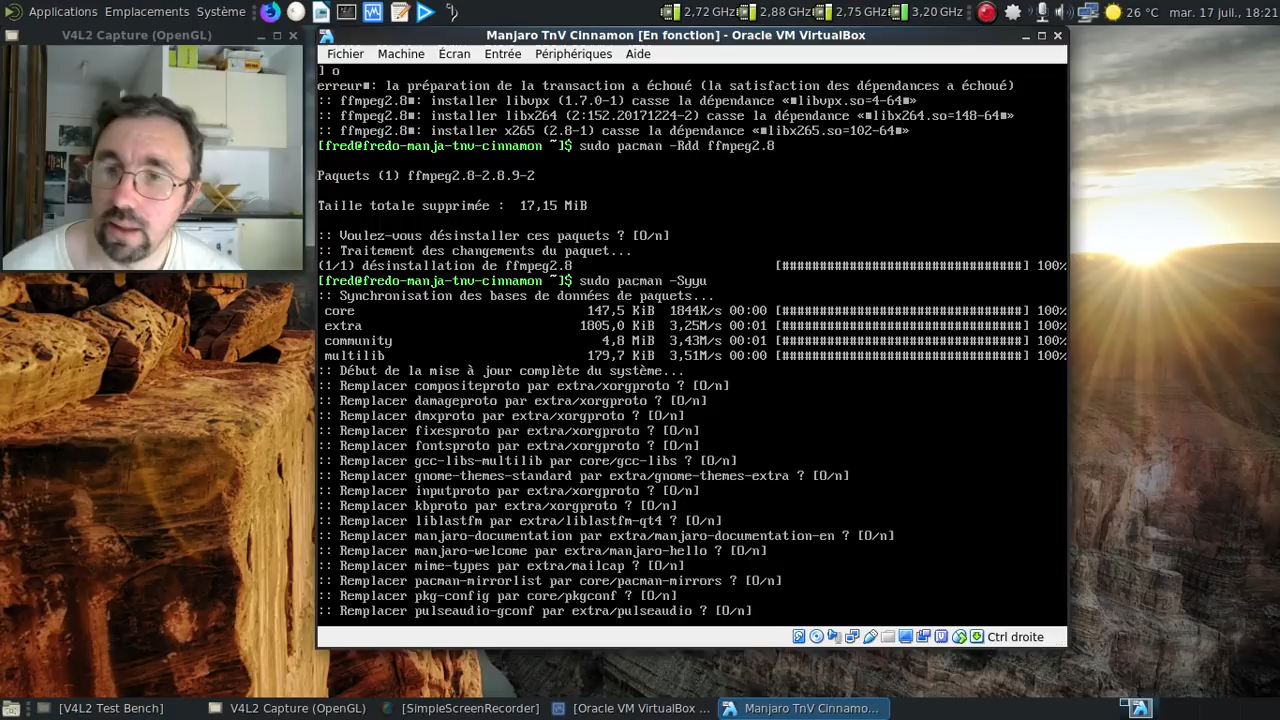 Applications Emplacements Système
2,72 GHz 2,88 GHz 2,75 GHz 3,20 GHz
26 °C mar. 17 juil., 18:21
V4L2 Capture (OpenGL)
Manjaro TnV Cinnamon [En fonction] - Oracle VM VirtualBox
Fichier Machine Écran Entrée Périphériques Aide
] o
erreur■: la préparation de la transaction a échoué (la satisfaction des dépendances a échoué)
:: ffmpeg2.8■: installer libvpx (1.7.0-1) casse la dépendance «■libvpx.so=4-64■»
:: ffmpeg2.8■: installer libx264 (2:152.20171224-2) casse la dépendance «■libx264.so=148-64■»
:: ffmpeg2.8■: installer x265 (2.8-1) casse la dépendance «■libx265.so=102-64■»
[fred@fredo-manja-tnv-cinnamon ~]$ sudo pacman -Rdd ffmpeg2.8
Paquets (1) ffmpeg2.8-2.8.9-2
Taille totale supprimée : 17,15 MiB
:: Voulez-vous désinstaller ces paquets ? [O/n]
:: Traitement des changements du paquet...
(1/1) désinstallation de ffmpeg2.8 [################################] 100%
[fred@fredo-manja-tnv-cinnamon ~]$ sudo pacman -Syyu
:: Synchronisation des bases de données de paquets...
core 147,5 KiB 1844K/s 00:00 [################################] 100%
extra 1805,0 KiB 3,25M/s 00:01 [################################] 100%
community 4,8 MiB 3,43M/s 00:01 [################################] 100%
multilib 179,7 KiB 3,51M/s 00:00 [################################] 100%
:: Début de la mise à jour complète du système...
:: Remplacer compositeproto par extra/xorgproto ? [O/n]
:: Remplacer damageproto par extra/xorgproto ? [O/n]
:: Remplacer dmxproto par extra/xorgproto ? [O/n]
:: Remplacer fixesproto par extra/xorgproto ? [O/n]
:: Remplacer fontsproto par extra/xorgproto ? [O/n]
:: Remplacer gcc-libs-multilib par core/gcc-libs ? [O/n]
:: Remplacer gnome-themes-standard par extra/gnome-themes-extra ? [O/n]
:: Remplacer inputproto par extra/xorgproto ? [O/n]
:: Remplacer kbproto par extra/xorgproto ? [O/n]
:: Remplacer liblastfm par extra/liblastfm-qt4 ? [O/n]
:: Remplacer manjaro-documentation par extra/manjaro-documentation-en ? [O/n]
:: Remplacer manjaro-welcome par extra/manjaro-hello ? [O/n]
:: Remplacer mime-types par extra/mailcap ? [O/n]
:: Remplacer pacman-mirrorlist par core/pacman-mirrors ? [O/n]
:: Remplacer pkg-config par core/pkgconf ? [O/n]
:: Remplacer pulseaudio-gconf par extra/pulseaudio ? [O/n]
Ctrl droite
[V4L2 Test Bench] V4L2 Capture (OpenGL) [SimpleScreenRecorder] [Oracle VM VirtualBox ... Manjaro TnV Cinnamo...